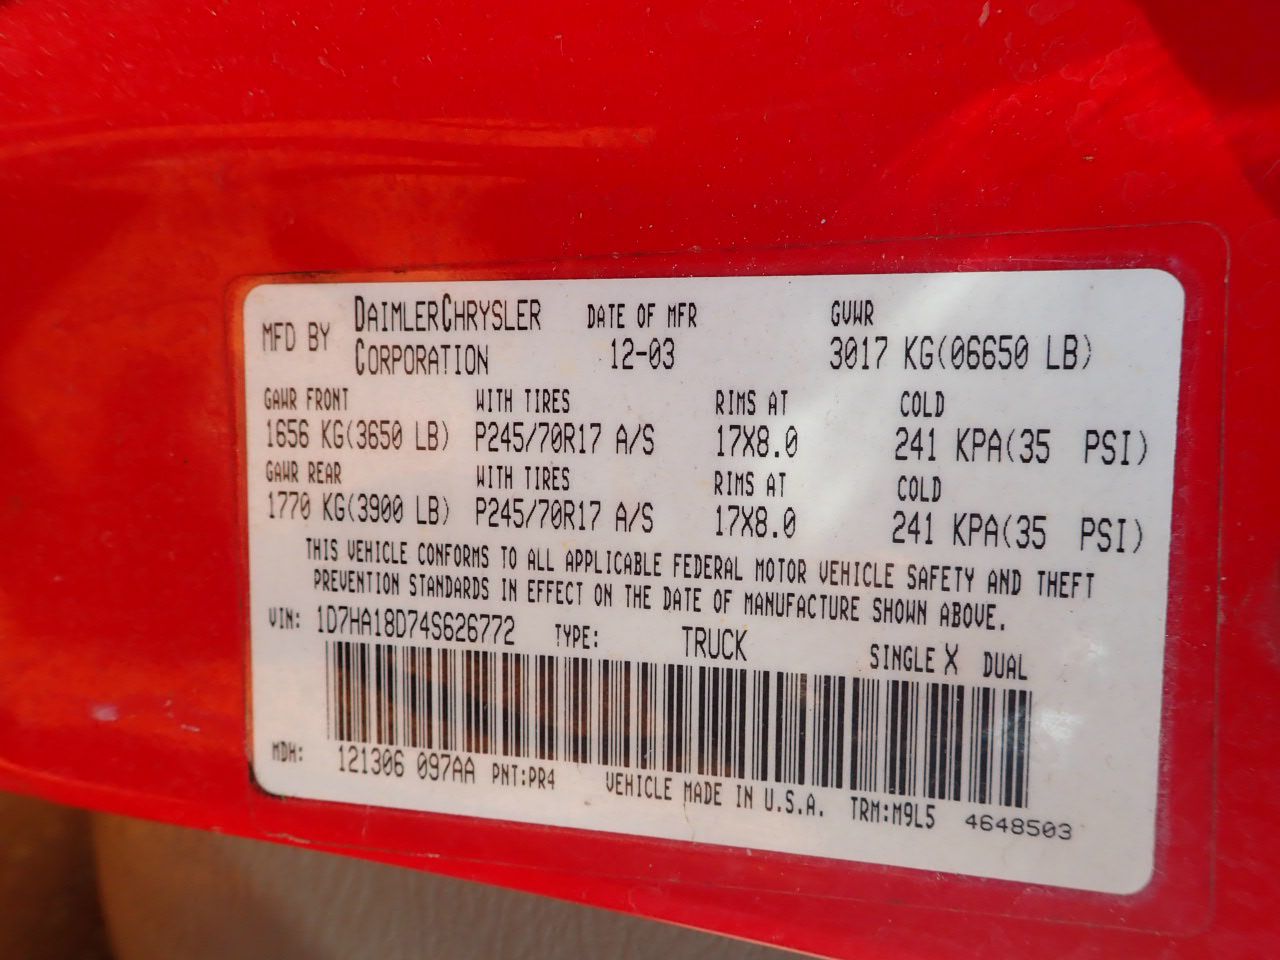 MFD BY DAIMLERCHRYSLER CORPORATION DATE OF MFR 12-03 GVWR 3017 KG(06650 LB)
GAWR FRONT WITH TIRES RIMS AT COLD
1656 KG(3650 LB) P245/70R17 A/S 17X8.0 241 KPA(35 PSI)
GAWR REAR WITH TIRES RIMS AT COLD
1770 KG(3900 LB) P245/70R17 A/S 17X8.0 241 KPA(35 PSI)
THIS VEHICLE CONFORMS TO ALL APPLICABLE FEDERAL MOTOR VEHICLE SAFETY AND THEFT
PREVENTION STANDARDS IN EFFECT ON THE DATE OF MANUFACTURE SHOWN ABOVE.
VIN: 1D7HA18D74S626772 TYPE: TRUCK SINGLE X DUAL
MDH: 121306 097AA PNT:PR4 VEHICLE MADE IN U.S.A. TRM:M9L5 4648503